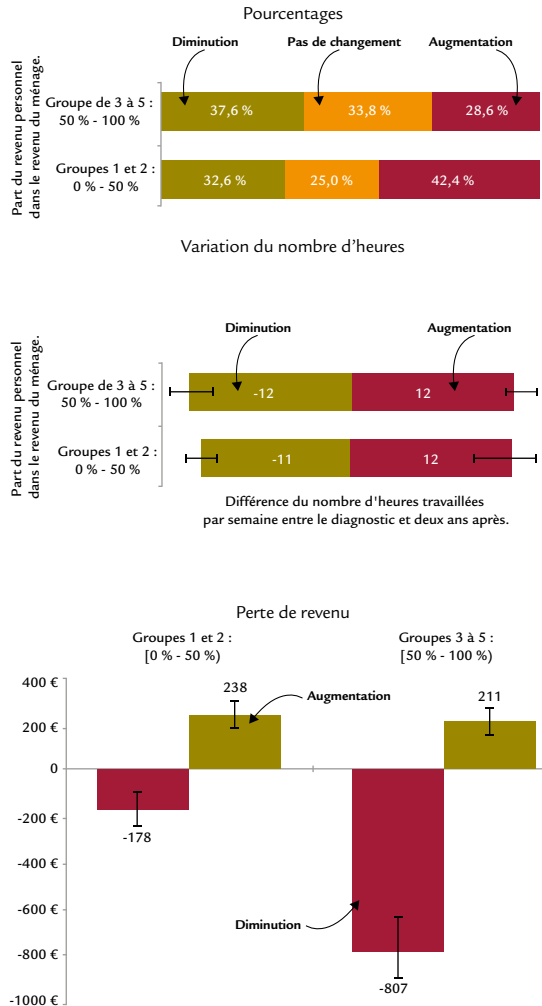 Pourcentages
Diminution
Pas de changement
Augmentation
Part du revenu personnel
dans le revenu du ménage.
Groupe de 3 à 5 :
50 % - 100 %
37,6 %
33,8 %
28,6 %
Groupes 1 et 2 :
0 % - 50 %
32,6 %
25,0 %
42,4 %
Variation du nombre d’heures
Diminution
Augmentation
Part du revenu personnel
dans le revenu du ménage.
Groupe de 3 à 5 :
50 % - 100 %
-12
12
Groupes 1 et 2 :
0 % - 50 %
-11
12
Différence du nombre d'heures travaillées
par semaine entre le diagnostic et deux ans après.
Perte de revenu
Groupes 1 et 2 :
[0 % - 50 %)
Groupes 3 à 5 :
[50 % - 100 %)
400 €
200 €
0
-200 €
-400 €
-600 €
-800 €
-1000 €
238
Augmentation
211
-178
Diminution
-807